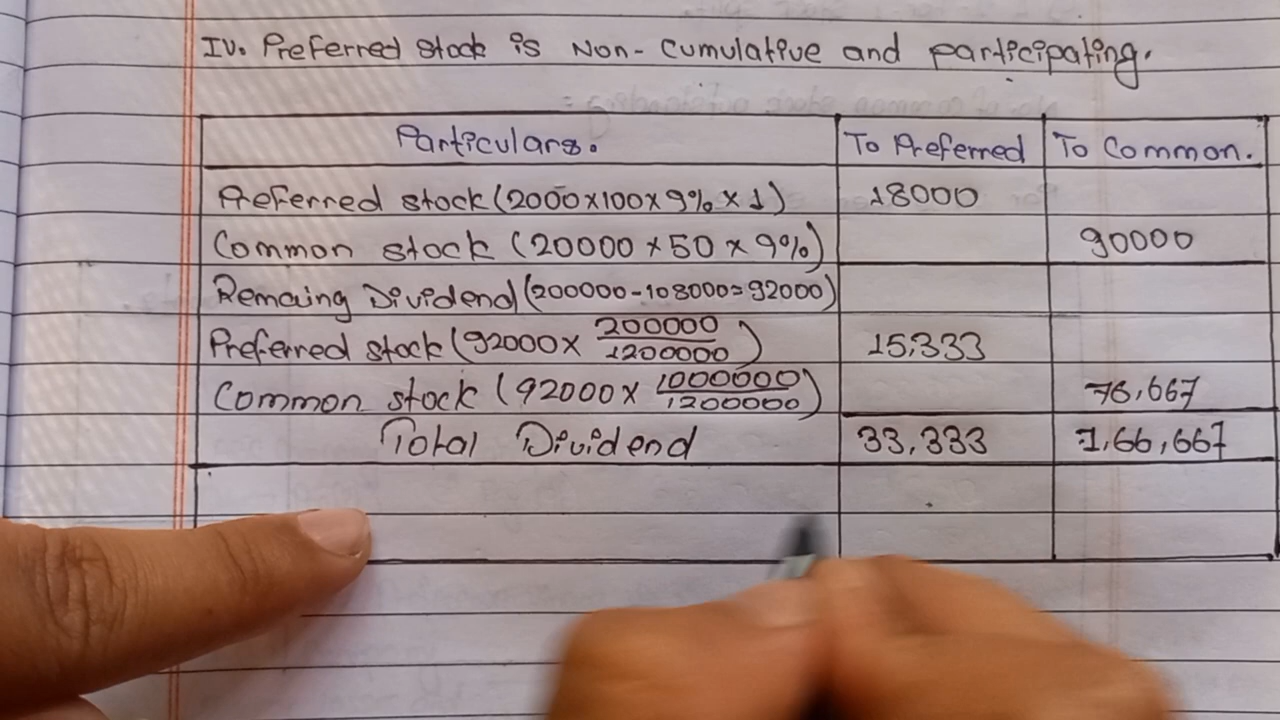 IV. Preferred stock is Non-cumulative and participating.
Particulars. To Preferred To Common.
Preferred stock (2000×100×9%×1) 18000
Common stock (20000×50×9%) 90000
Remaing Dividend (200000-108000=92000)
Preferred stock (92000× 200000/1200000) 15,333
Common stock (92000× 1000000/1200000) 76,667
Total Dividend 33,333 1,66,667